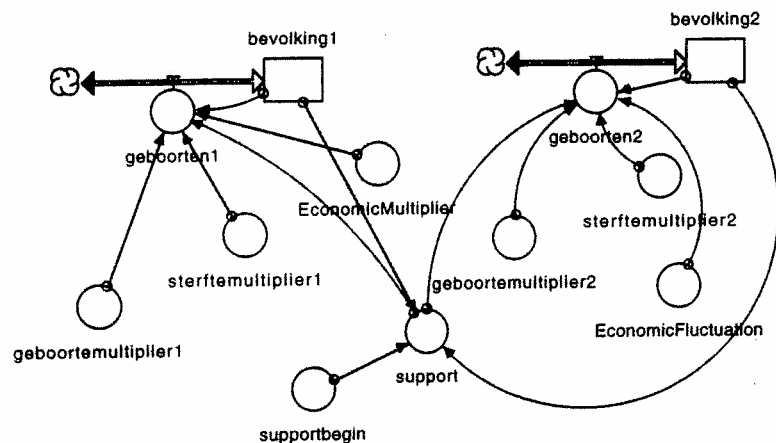 bevolking1
bevolking2
geboorten1
geboorten2
EconomicMultiplier
sterftemultiplier2
sterftemultiplier1
geboortemultiplier2
EconomicFluctuation
geboortemultiplier1
support
supportbegin